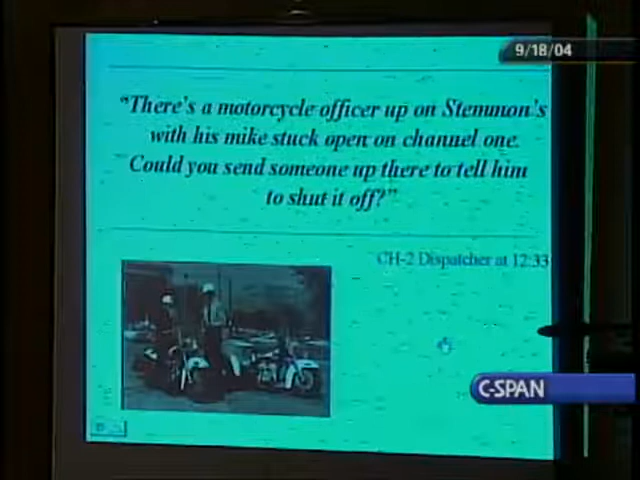 9/18/04
"There's a motorcycle officer up on Stemmon's
with his mike stuck open on channel one.
Could you send someone up there to tell him
to shut it off?"
CH-2 Dispatcher at 12:33
C-SPAN